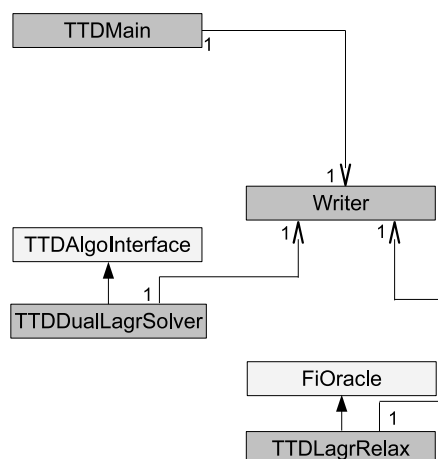 TTDMain
1
1
Writer
1
1
TTDAlgoInterface
1
TTDDualLagrSolver
FiOracle
1
TTDLagrRelax